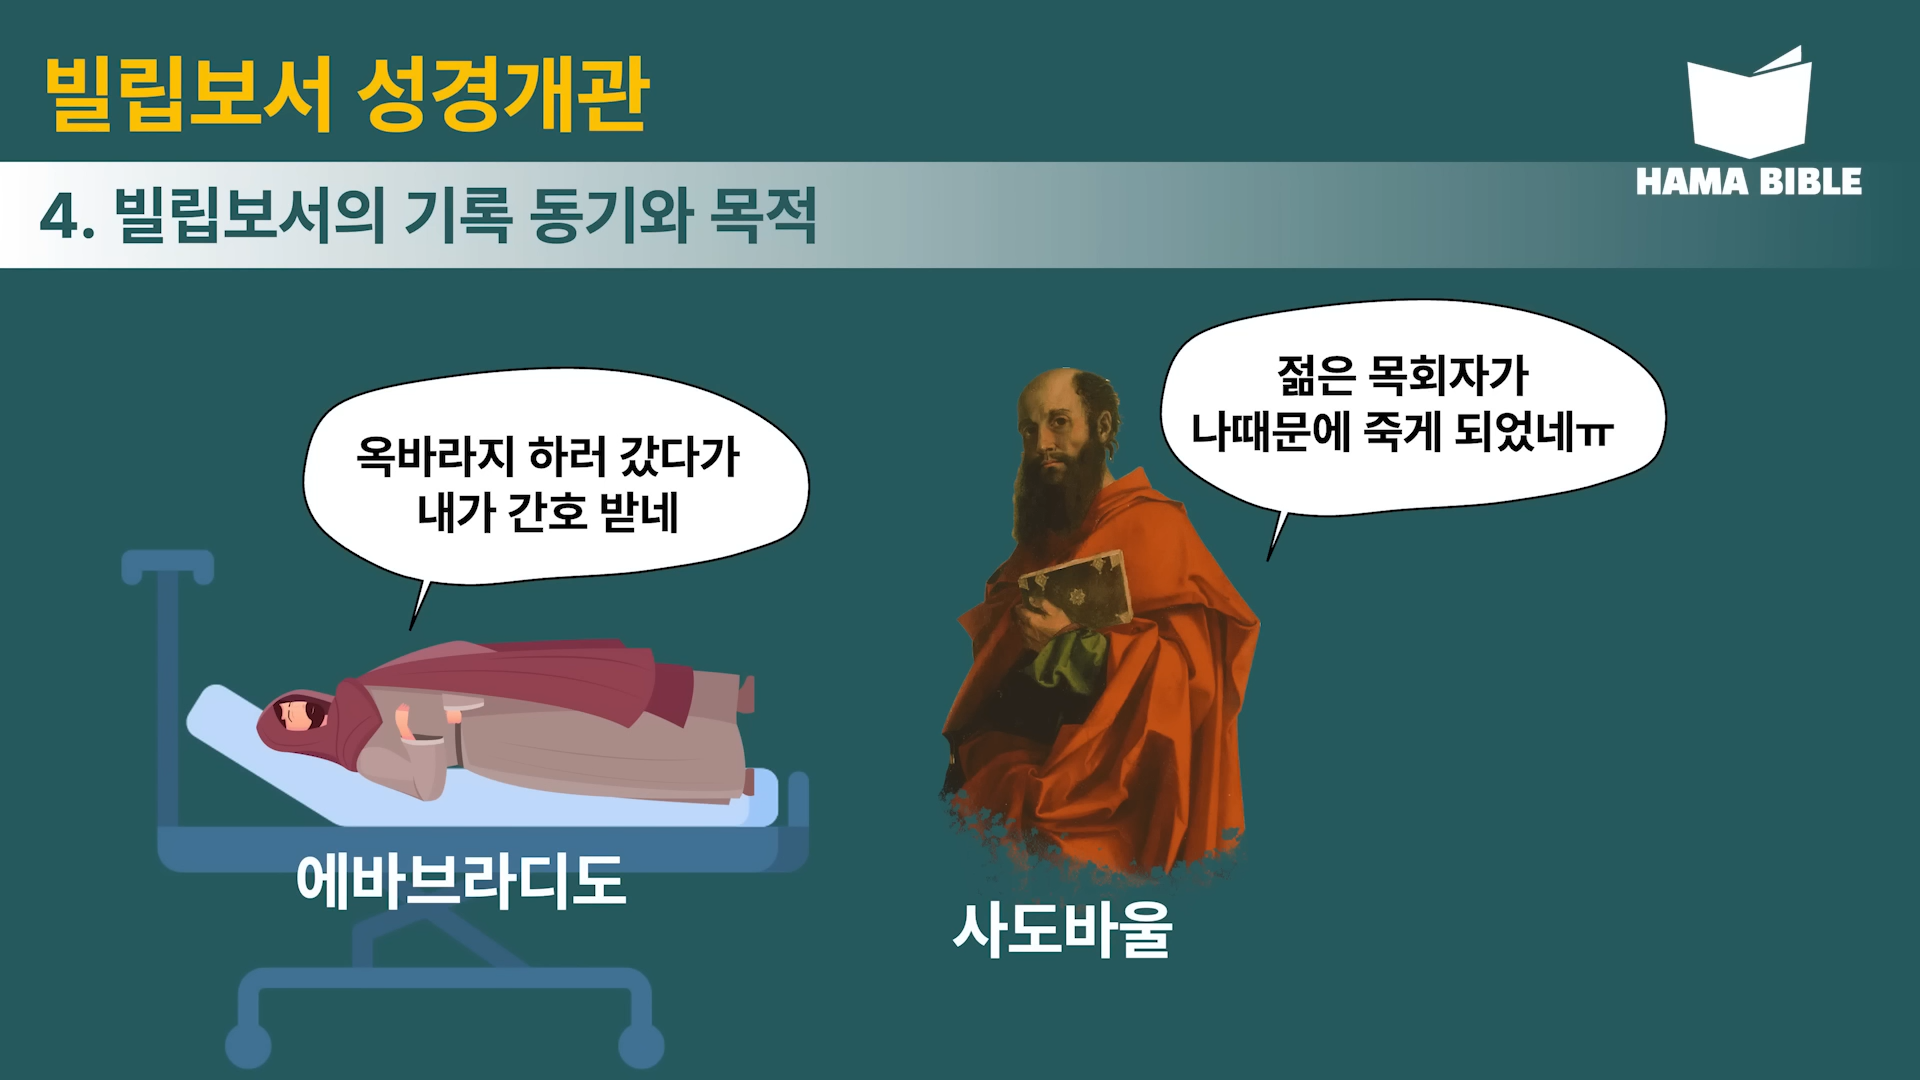 빌립보서 성경개관
HAMA BIBLE
4. 빌립보서의 기록 동기와 목적
젊은 목회자가
나때문에 죽게 되었네ㅠ
옥바라지 하러 갔다가
내가 간호 받네
에바브라디도
사도바울